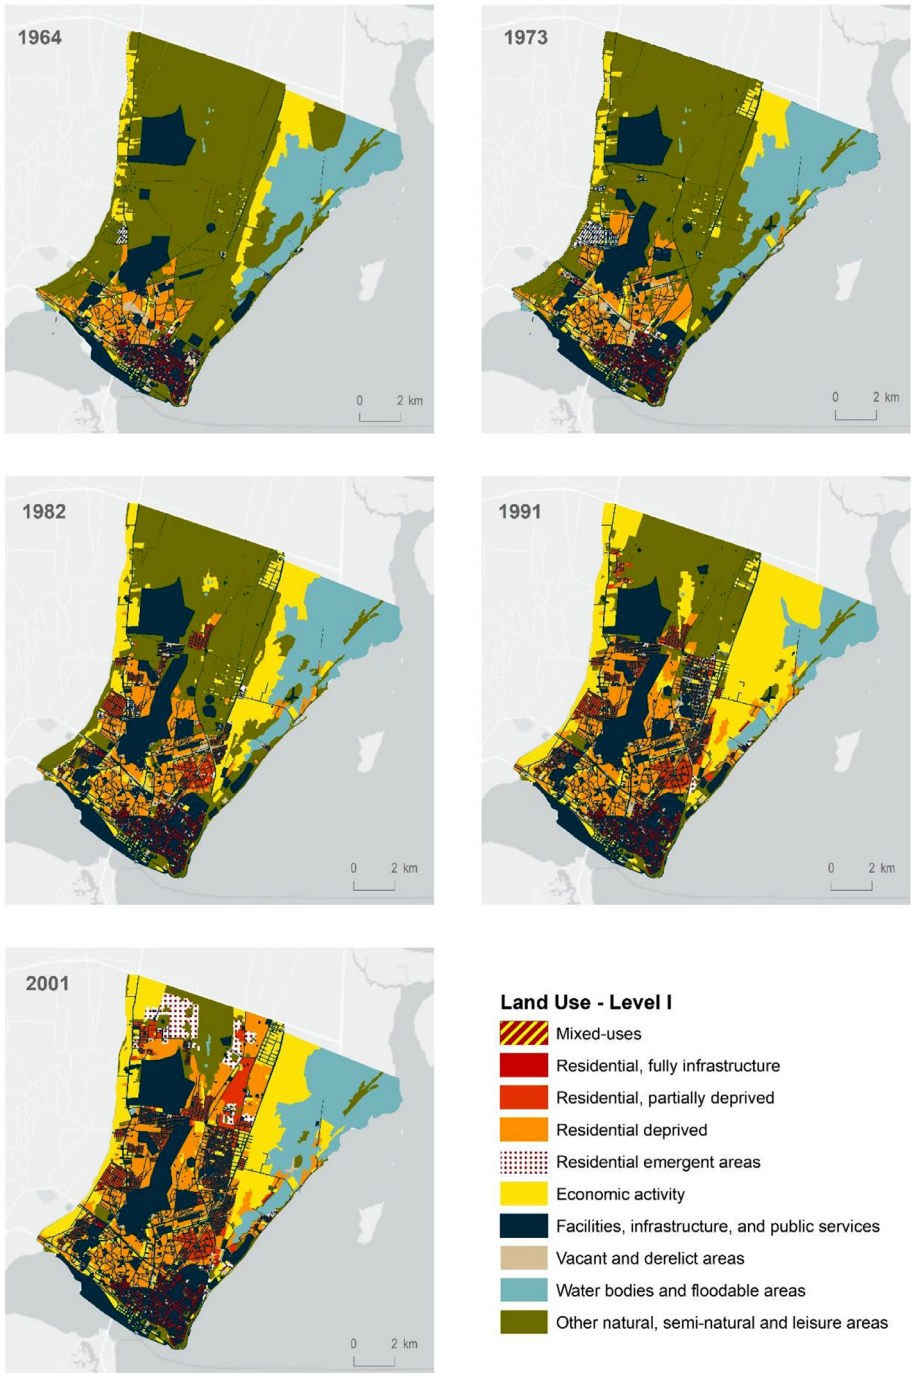 1964
0 2 km
1973
0 2 km
1982
0 2 km
1991
0 2 km
2001
0 2 km
Land Use - Level I
Mixed-uses
Residential, fully infrastructure
Residential, partially deprived
Residential deprived
Residential emergent areas
Economic activity
Facilities, infrastructure, and public services
Vacant and derelict areas
Water bodies and floodable areas
Other natural, semi-natural and leisure areas